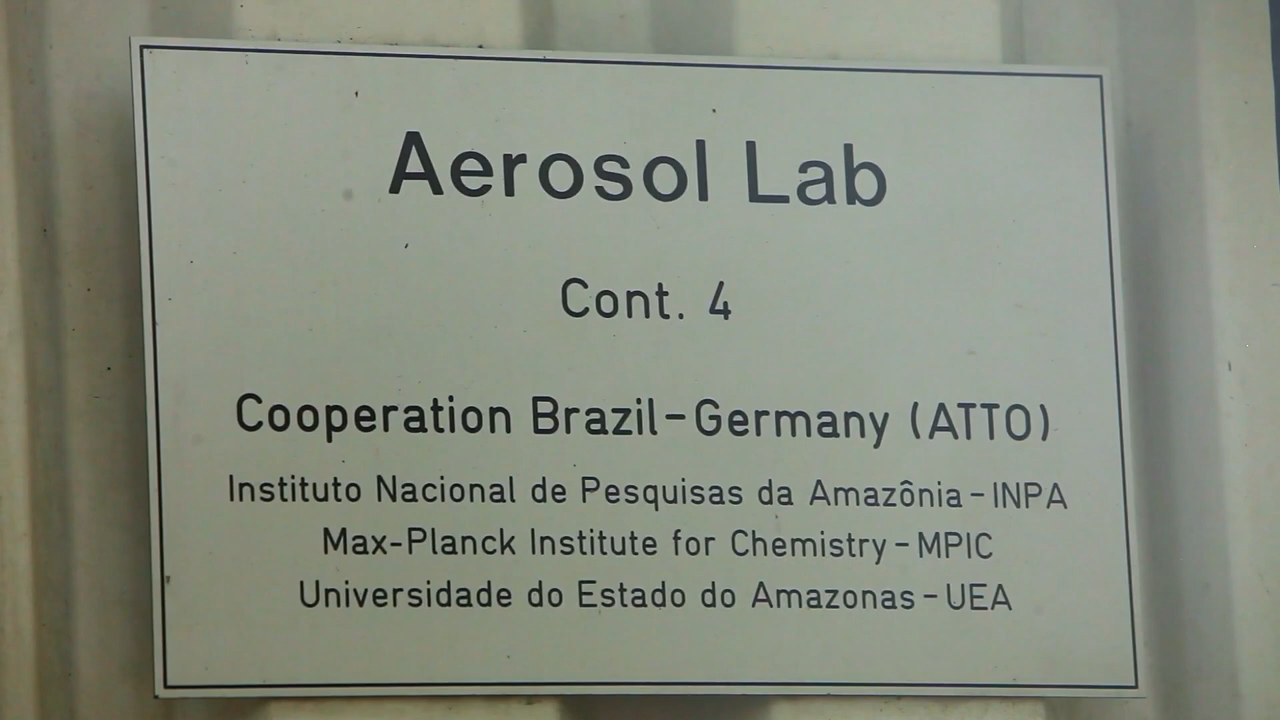 Aerosol Lab
Cont. 4
Cooperation Brazil-Germany (ATTO)
Instituto Nacional de Pesquisas da Amazônia - INPA
Max-Planck Institute for Chemistry - MPIC
Universidade do Estado do Amazonas - UEA